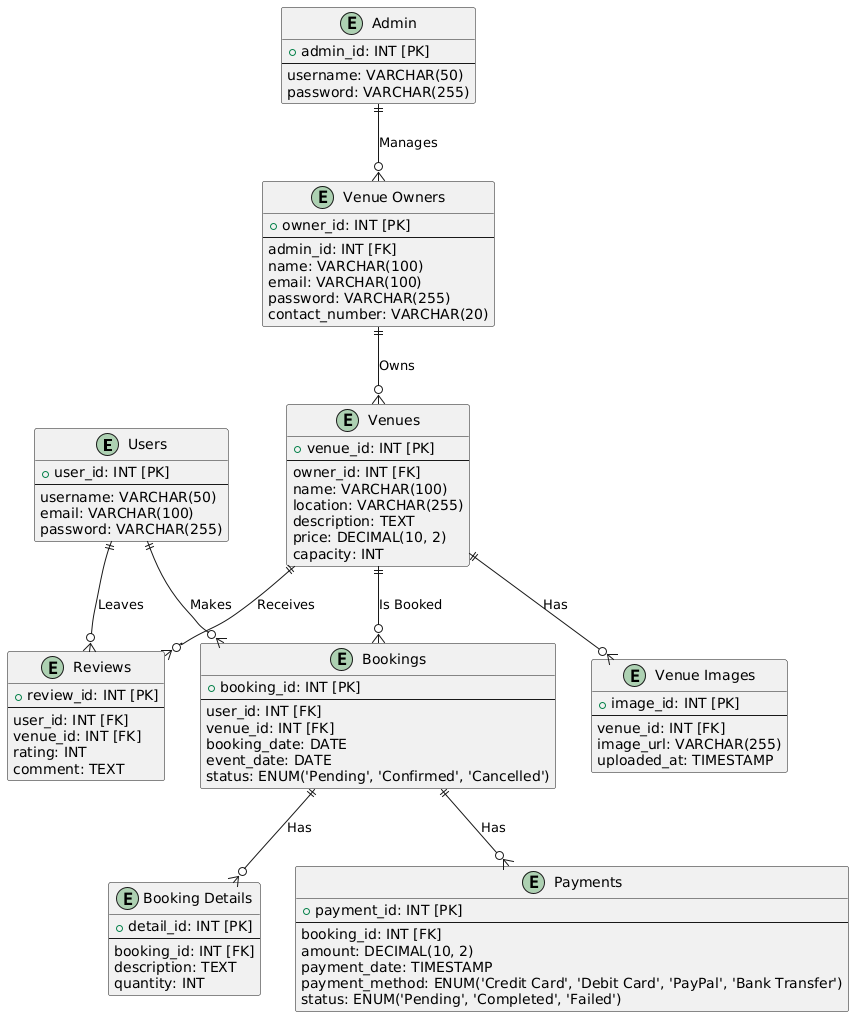 E Admin
admin_id: INT [PK]
username: VARCHAR(50)
password: VARCHAR(255)
Manages
E Venue Owners
owner_id: INT [PK]
admin_id: INT [FK]
name: VARCHAR(100)
email: VARCHAR(100)
password: VARCHAR(255)
contact_number: VARCHAR(20)
Owns
E Venues
venue_id: INT [PK]
owner_id: INT [FK]
name: VARCHAR(100)
location: VARCHAR(255)
description: TEXT
price: DECIMAL(10, 2)
capacity: INT
E Users
user_id: INT [PK]
username: VARCHAR(50)
email: VARCHAR(100)
password: VARCHAR(255)
Leaves
Makes
Receives
Is Booked
Has
E Reviews
review_id: INT [PK]
user_id: INT [FK]
venue_id: INT [FK]
rating: INT
comment: TEXT
E Bookings
booking_id: INT [PK]
user_id: INT [FK]
venue_id: INT [FK]
booking_date: DATE
event_date: DATE
status: ENUM('Pending', 'Confirmed', 'Cancelled')
E Venue Images
image_id: INT [PK]
venue_id: INT [FK]
image_url: VARCHAR(255)
uploaded_at: TIMESTAMP
Has
Has
E Booking Details
detail_id: INT [PK]
booking_id: INT [FK]
description: TEXT
quantity: INT
E Payments
payment_id: INT [PK]
booking_id: INT [FK]
amount: DECIMAL(10, 2)
payment_date: TIMESTAMP
payment_method: ENUM('Credit Card', 'Debit Card', 'PayPal', 'Bank Transfer')
status: ENUM('Pending', 'Completed', 'Failed')